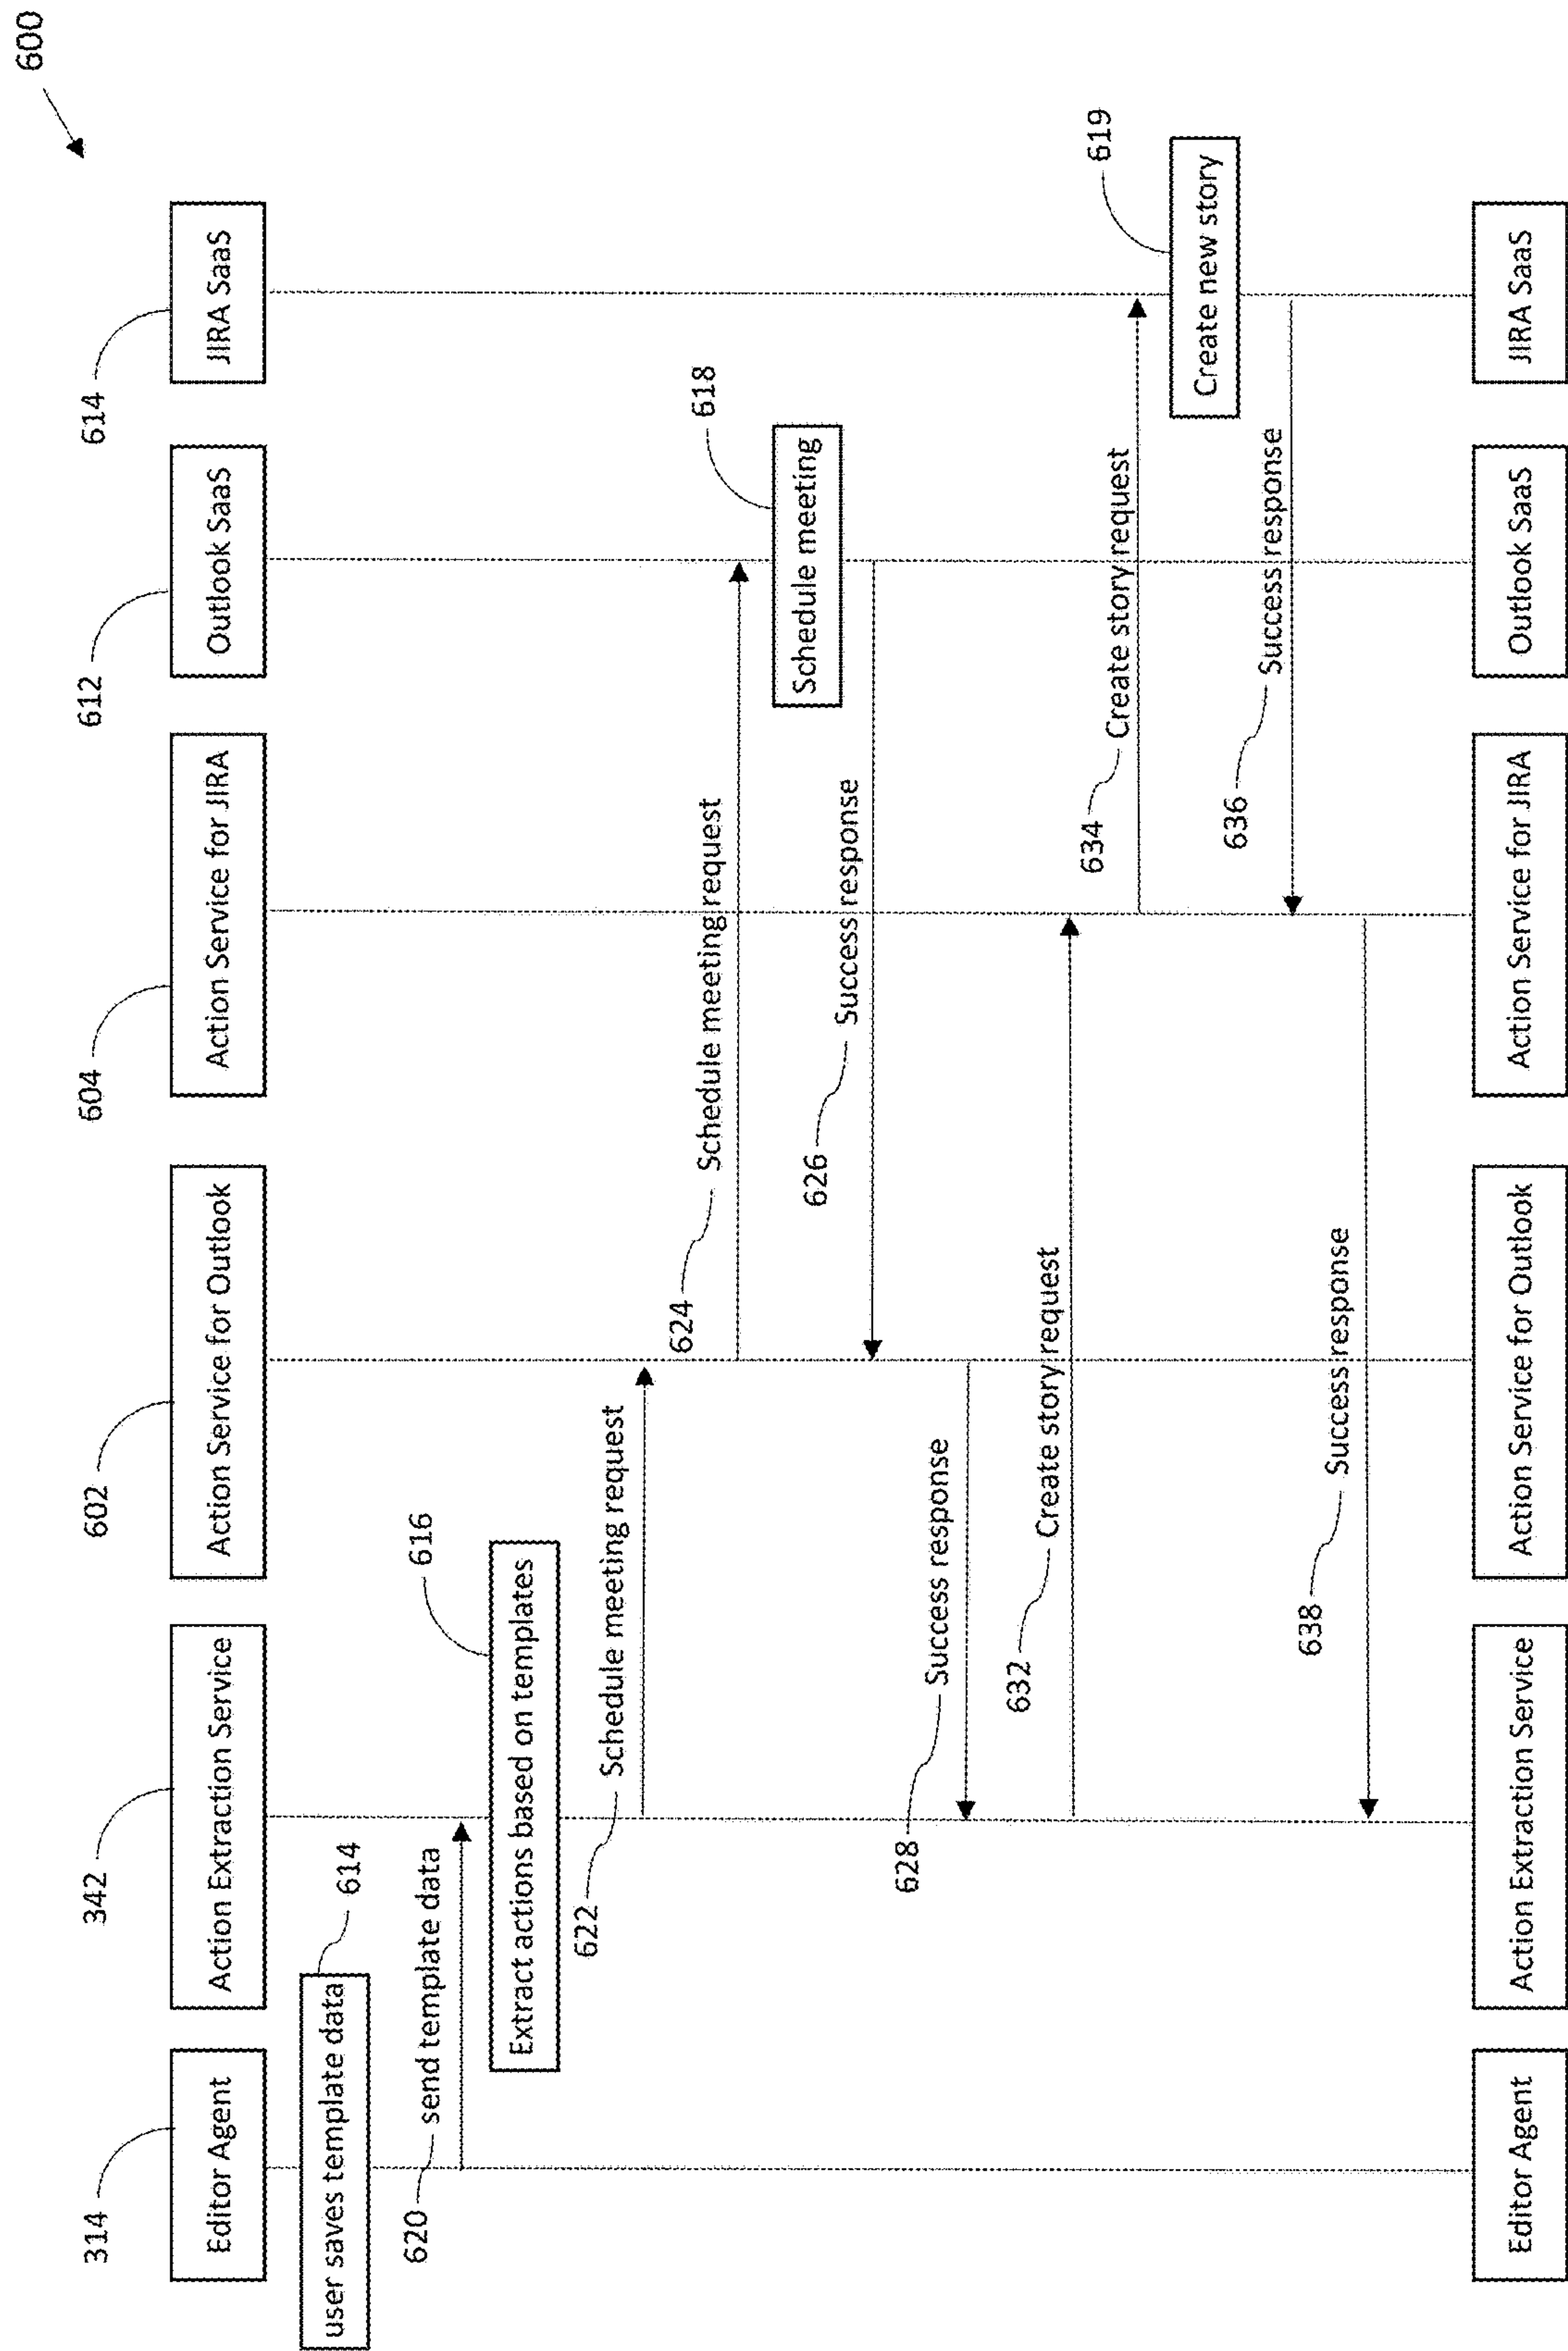 600
314
342
602
604
612
614
Editor Agent
Action Extraction Service
Action Service for Outlook
Action Service for JIRA
Outlook SaaS
JIRA SaaS
user saves template data
614
620
send template data
616
Extract actions based on templates
622
Schedule meeting request
624
Schedule meeting request
618
Schedule meeting
626
Success response
628
Success response
632
Create story request
634
Create story request
619
Create new story
636
Success response
638
Success response
Editor Agent
Action Extraction Service
Action Service for Outlook
Action Service for JIRA
Outlook SaaS
JIRA SaaS